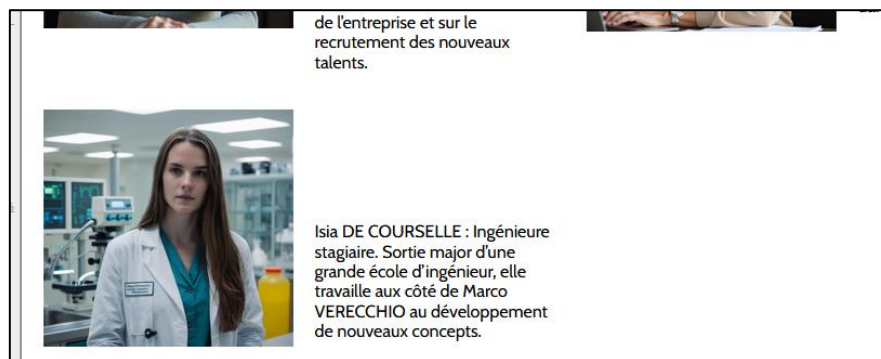 de l'entreprise et sur le
recrutement des nouveaux
talents.
Isia DE COURSELLE : Ingénieure
stagiaire. Sortie major d'une
grande école d'ingénieur, elle
travaille aux côté de Marco
VERECCHIO au développement
de nouveaux concepts.